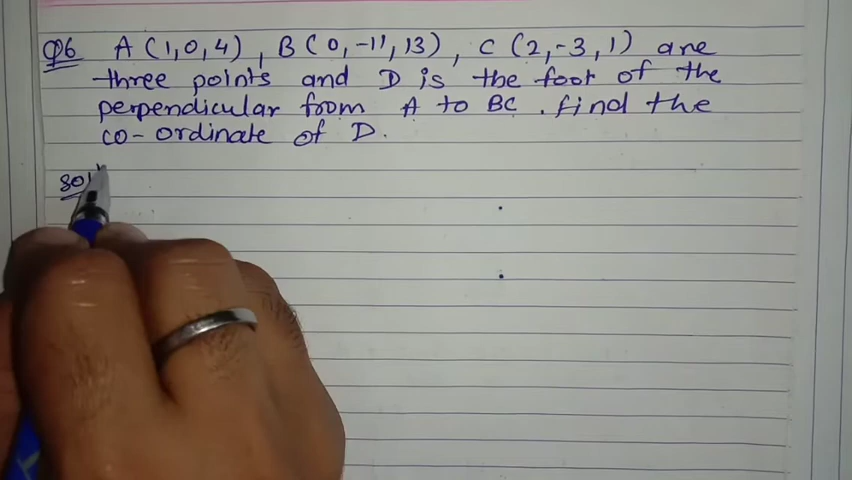 Q6 A (1, 0, 4), B (0, -11, 13), C (2, -3, 1) are
three points and D is the foot of the
perpendicular from A to BC. find the
co-ordinate of D.
Sol